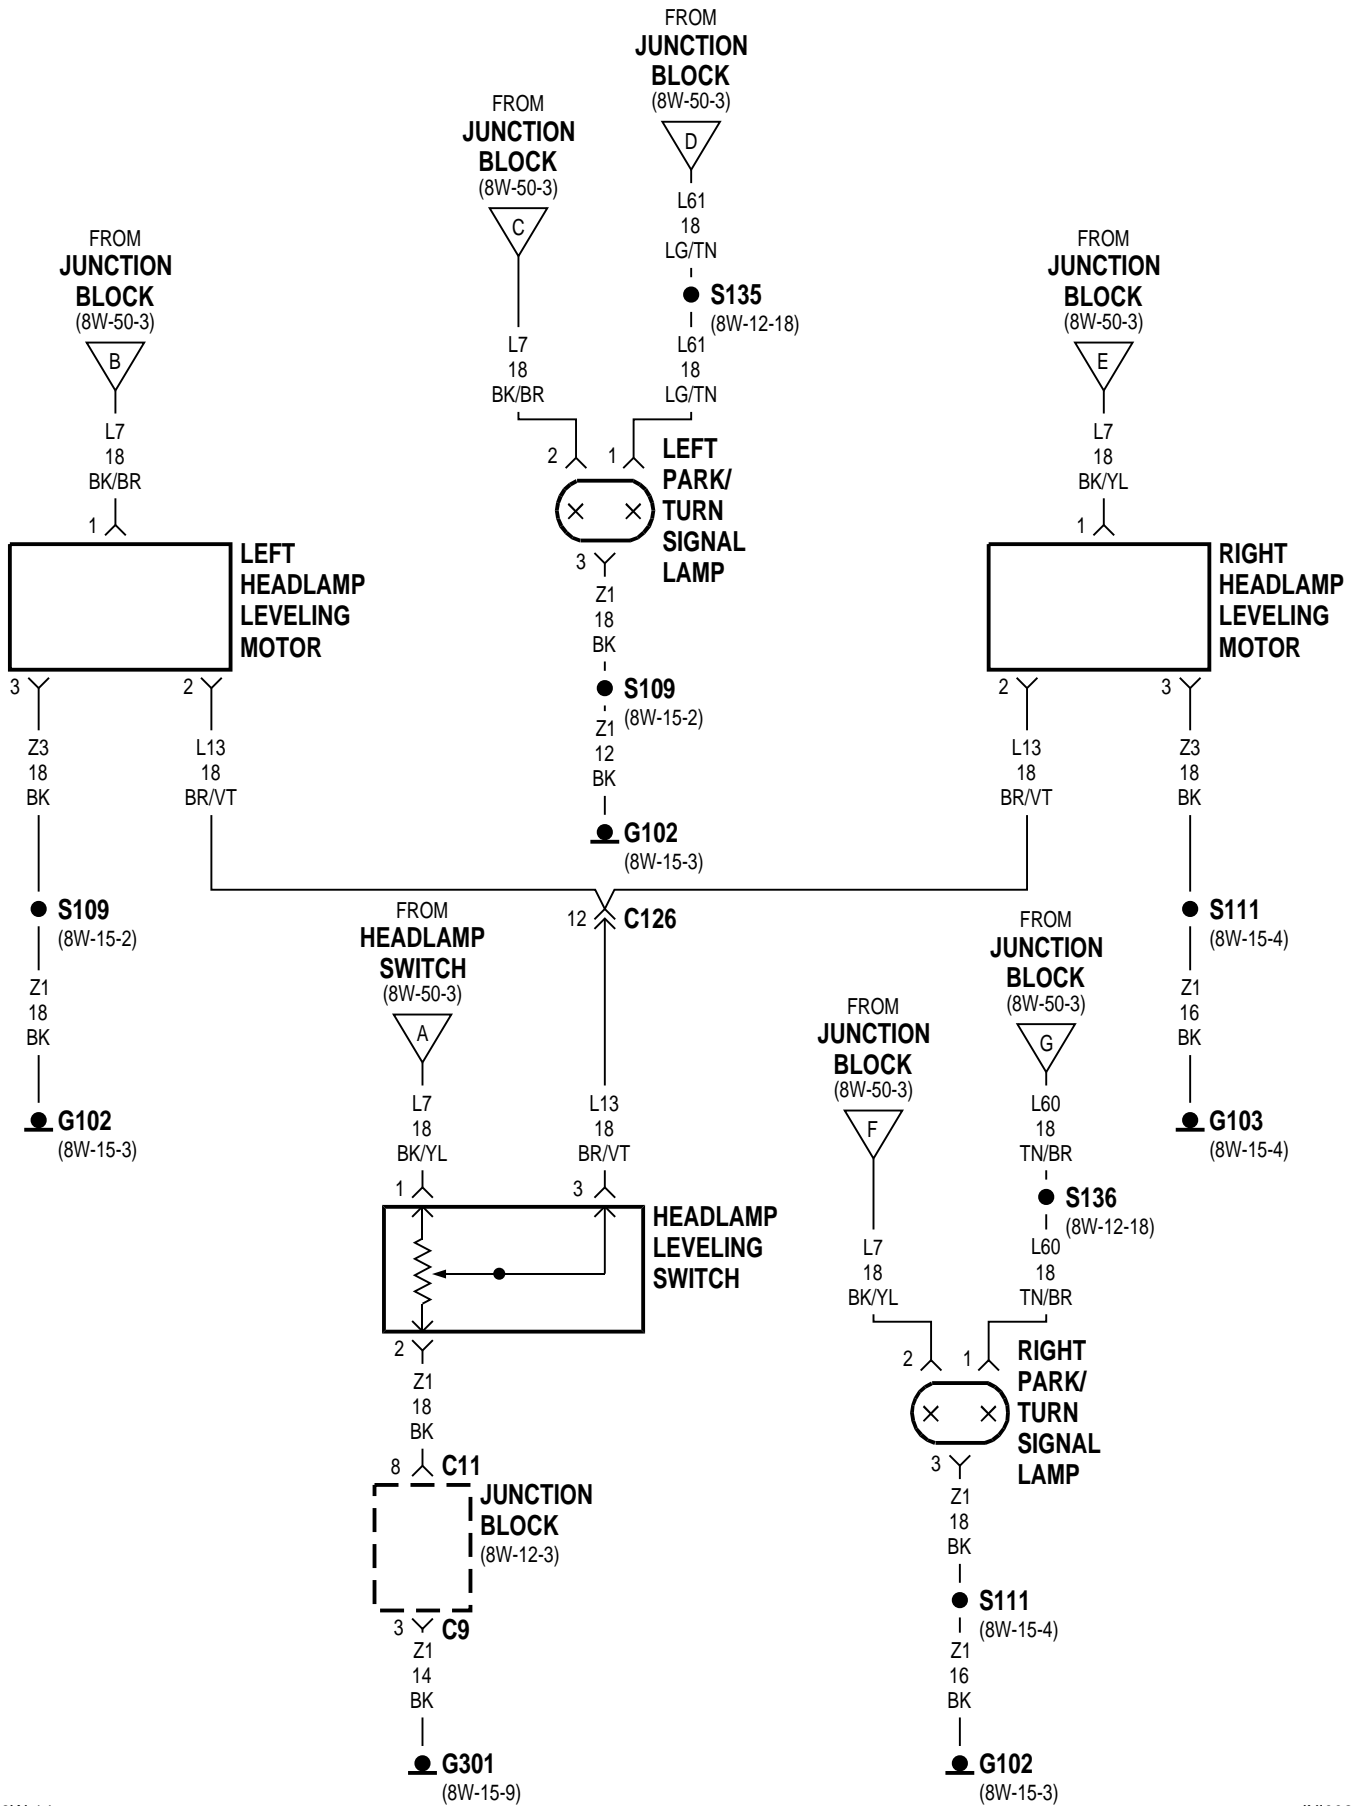 FROM
JUNCTION
BLOCK
(8W-50-3)
D
L61
18
LG/TN
S135
(8W-12-18)
L61
18
LG/TN
FROM
JUNCTION
BLOCK
(8W-50-3)
C
L7
18
BK/BR
2
1
LEFT
PARK/
TURN
SIGNAL
LAMP
3
Z1
18
BK
S109
(8W-15-2)
Z1
12
BK
G102
(8W-15-3)
FROM
JUNCTION
BLOCK
(8W-50-3)
B
L7
18
BK/BR
1
LEFT
HEADLAMP
LEVELING
MOTOR
3
2
Z3
18
BK
L13
18
BR/VT
S109
(8W-15-2)
Z1
18
BK
G102
(8W-15-3)
FROM
JUNCTION
BLOCK
(8W-50-3)
E
L7
18
BK/YL
1
RIGHT
HEADLAMP
LEVELING
MOTOR
2
3
L13
18
BR/VT
Z3
18
BK
S111
(8W-15-4)
Z1
16
BK
G103
(8W-15-4)
12
C126
FROM
HEADLAMP
SWITCH
(8W-50-3)
A
L7
18
BK/YL
L13
18
BR/VT
1
3
HEADLAMP
LEVELING
SWITCH
2
Z1
18
BK
8
C11
JUNCTION
BLOCK
(8W-12-3)
3
C9
Z1
14
BK
G301
(8W-15-9)
FROM
JUNCTION
BLOCK
(8W-50-3)
G
L60
18
TN/BR
S136
(8W-12-18)
L60
18
TN/BR
FROM
JUNCTION
BLOCK
(8W-50-3)
F
L7
18
BK/YL
2
1
RIGHT
PARK/
TURN
SIGNAL
LAMP
3
Z1
18
BK
S111
(8W-15-4)
Z1
16
BK
G102
(8W-15-3)